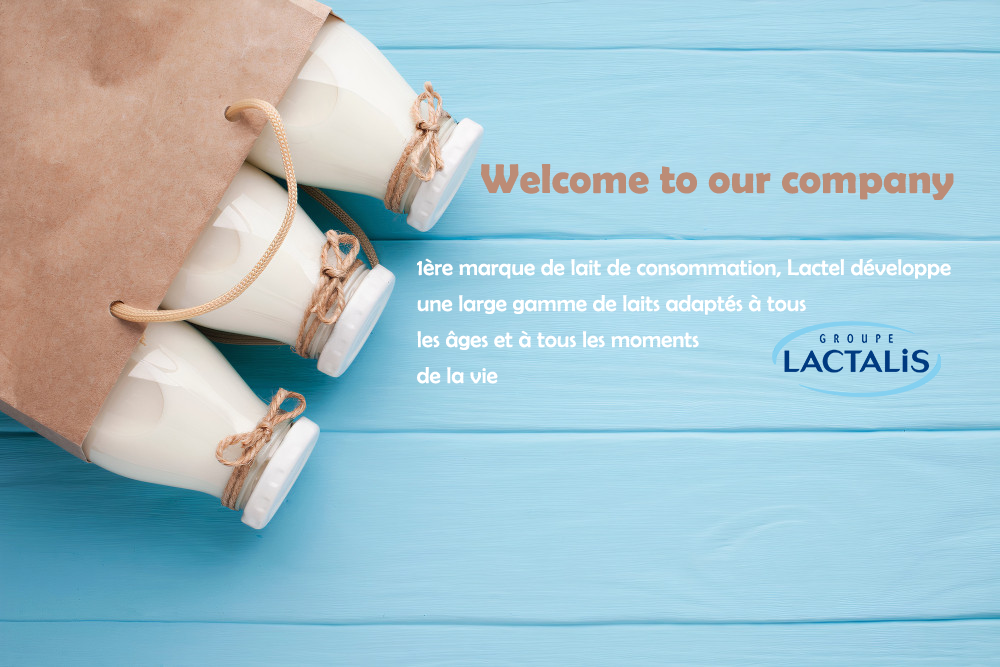 Welcome to our company
1ère marque de lait de consommation, Lactel développe
une large gamme de laits adaptés à tous
les âges et à tous les moments
de la vie
GROUPE
LACTALiS